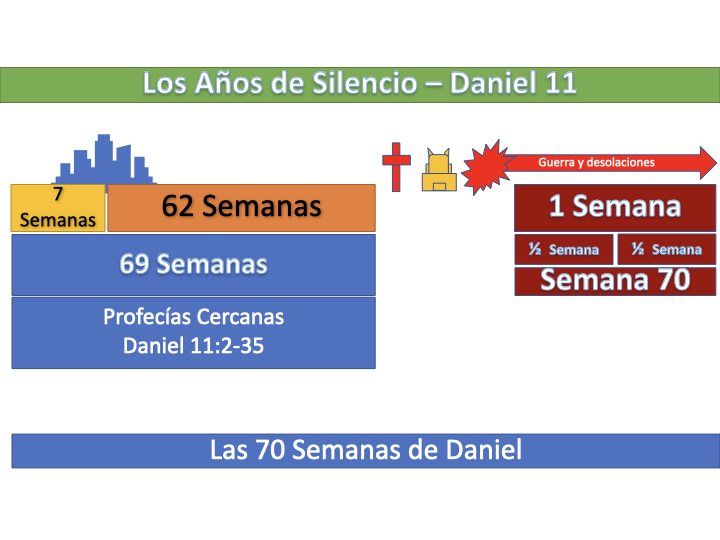 Los Años de Silencio – Daniel 11
Guerra y desolaciones
7
Semanas
62 Semanas
1 Semana
69 Semanas
½ Semana
½ Semana
Semana 70
Profecías Cercanas
Daniel 11:2-35
Las 70 Semanas de Daniel